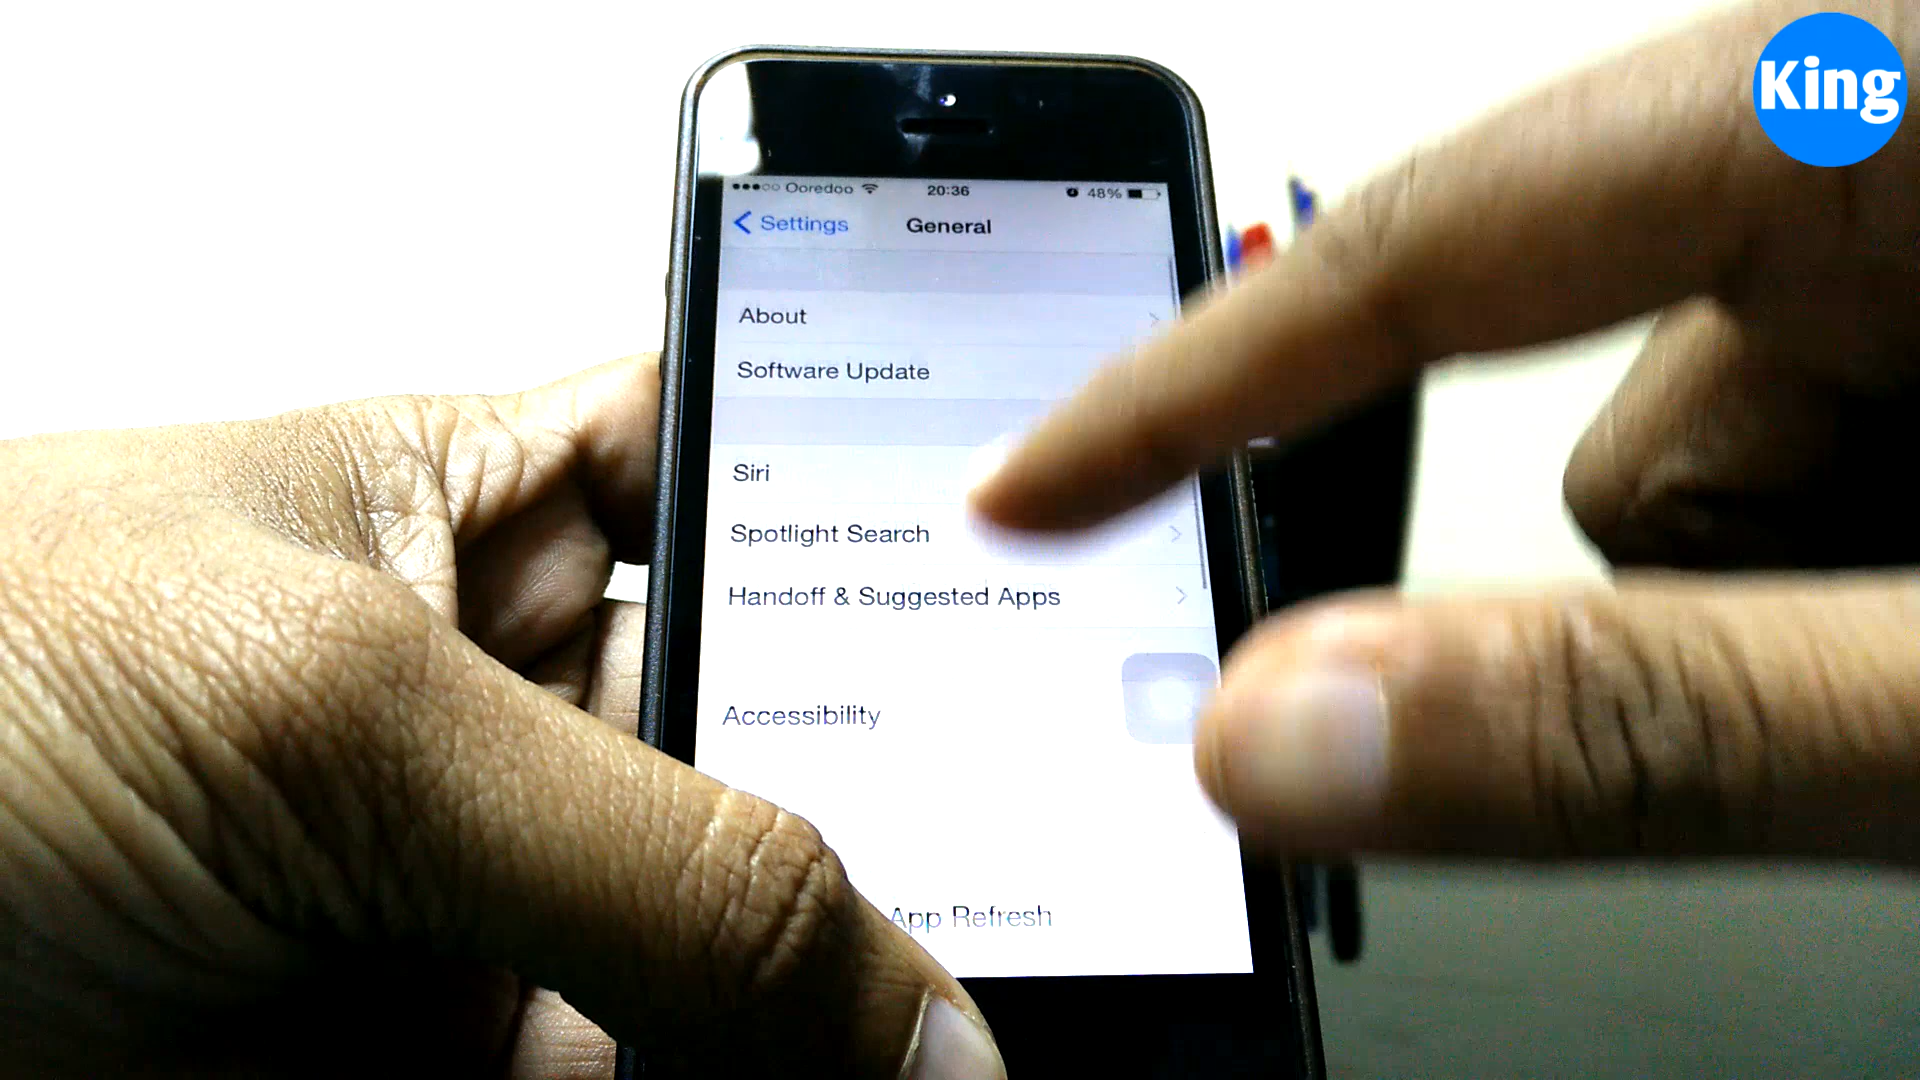 King
Ooredoo 20:36 48%
Settings General
About
Software Update
Siri
Spotlight Search
Handoff & Suggested Apps
Accessibility
App Refresh